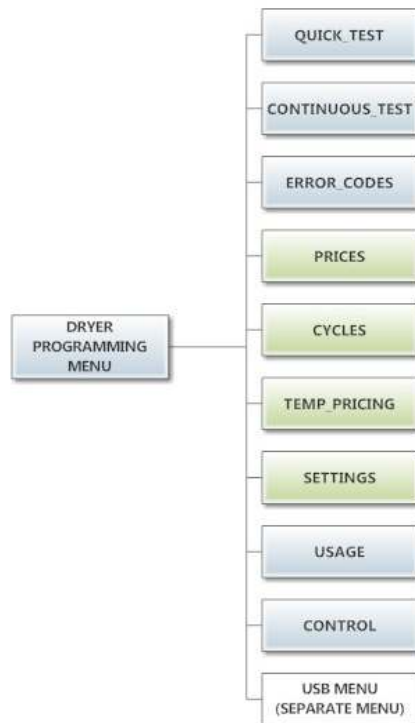 QUICK_TEST
CONTINUOUS_TEST
ERROR_CODES
PRICES
DRYER
PROGRAMMING
MENU
CYCLES
TEMP_PRICING
SETTINGS
USAGE
CONTROL
USB MENU
(SEPARATE MENU)